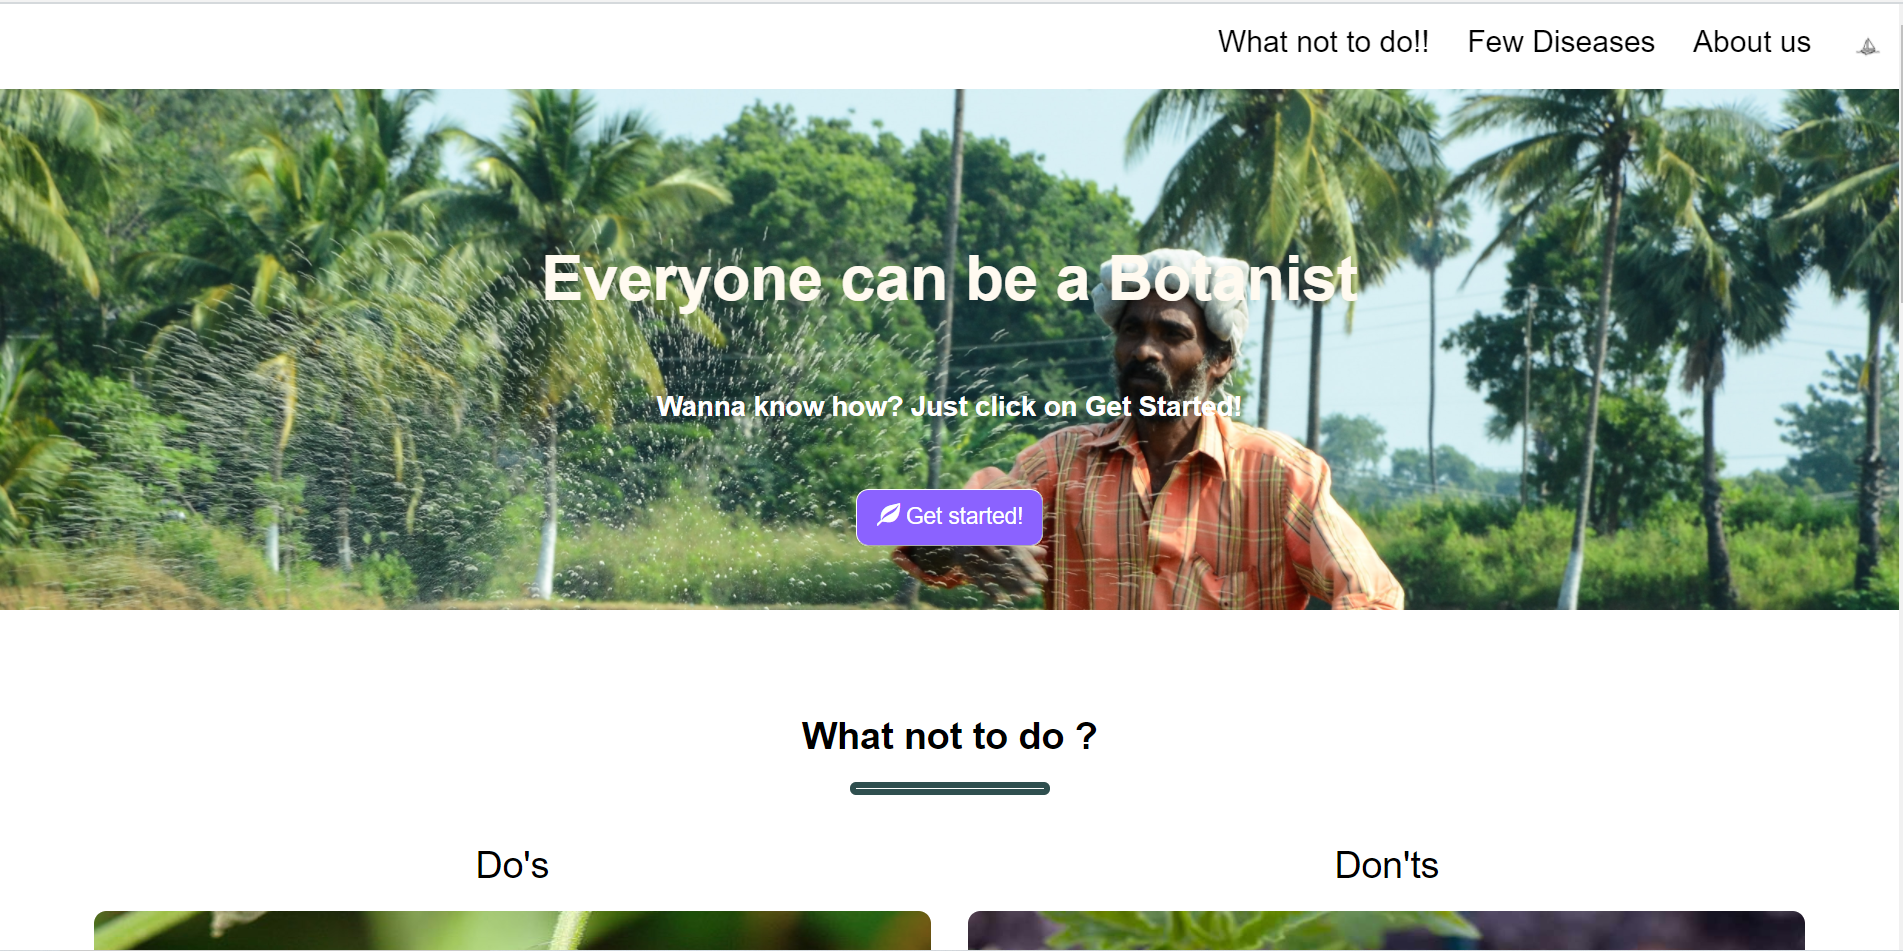 What not to do!! Few Diseases About us
Everyone can be a Botanist
Wanna know how? Just click on Get Started!
Get started!
What not to do ?
Do's Don'ts